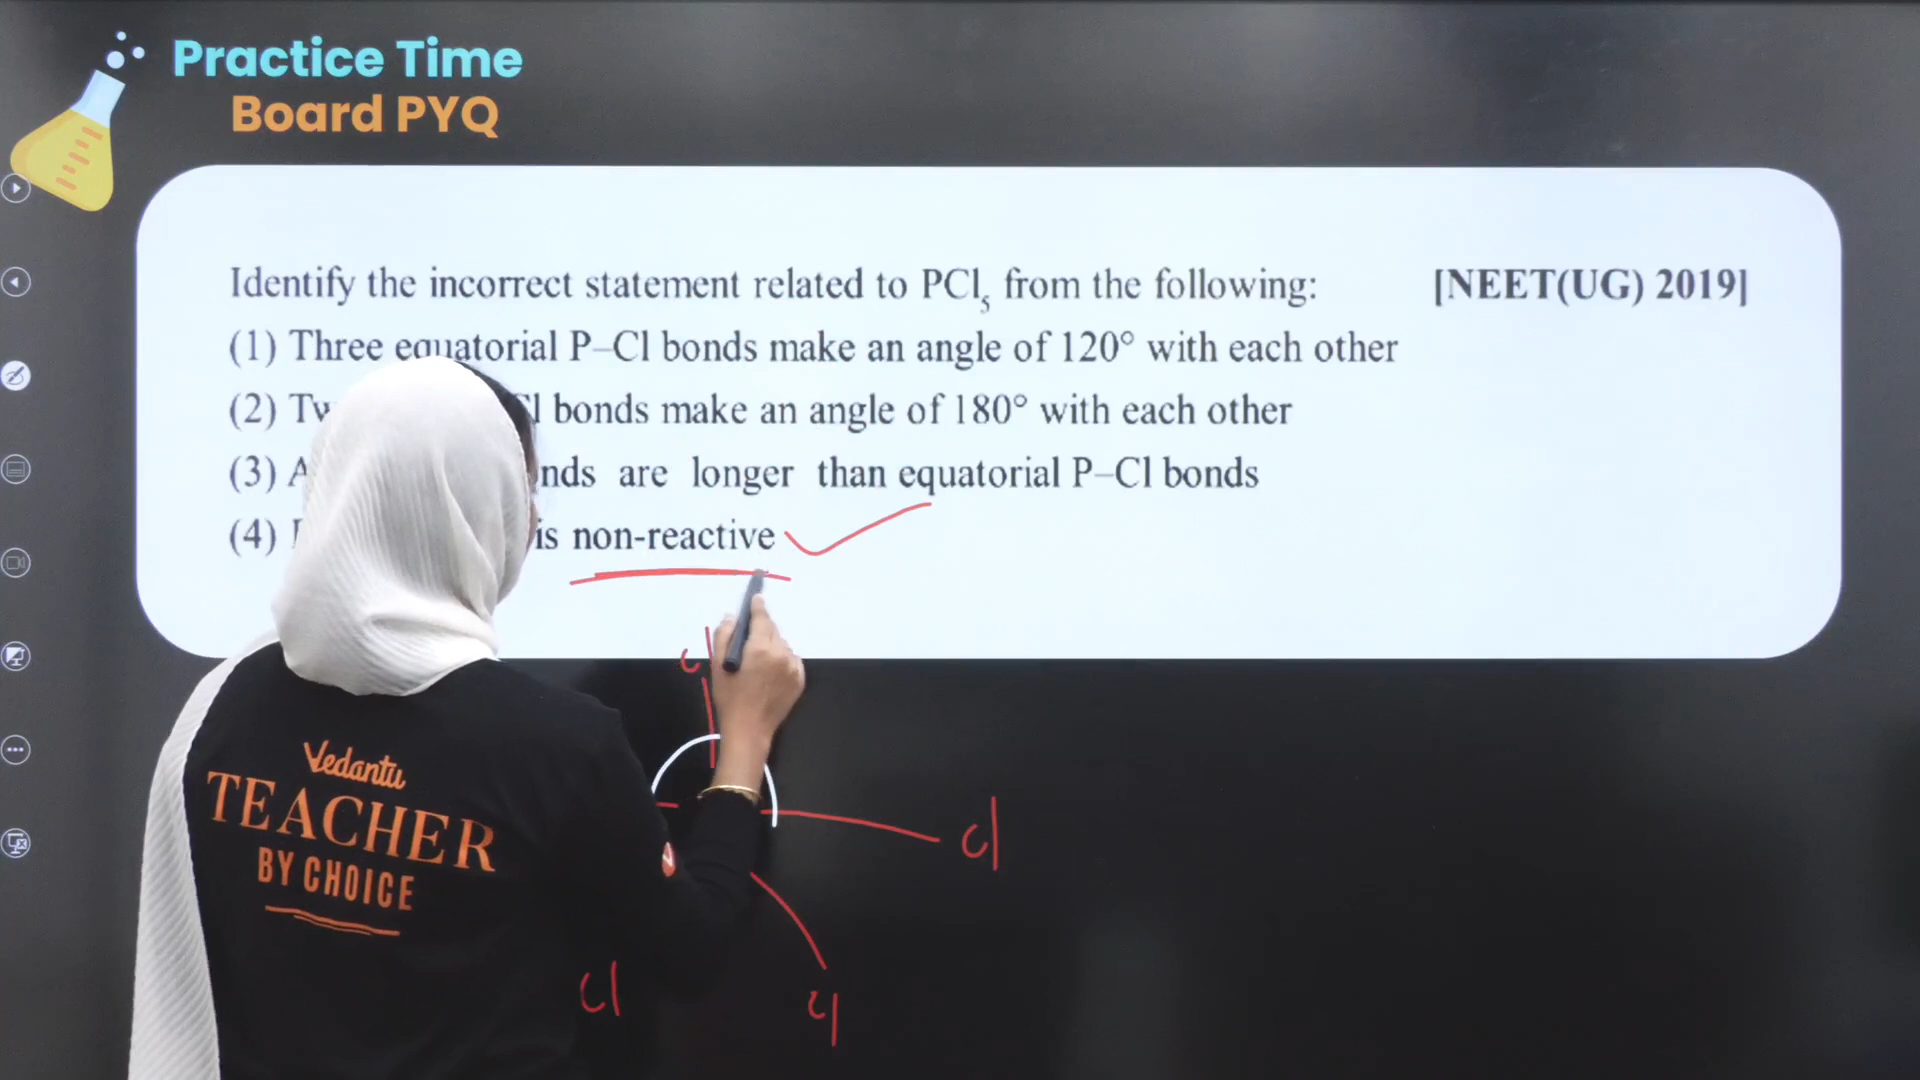 Practice Time
Board PYQ
Identify the incorrect statement related to PCl₅ from the following: [NEET(UG) 2019]
(1) Three equatorial P–Cl bonds make an angle of 120° with each other
(2) bonds make an angle of 180° with each other
(3) are longer than equatorial P–Cl bonds
(4) is non-reactive
Cl
Cl
Cl
Cl
Vedantu
TEACHER
BY CHOICE